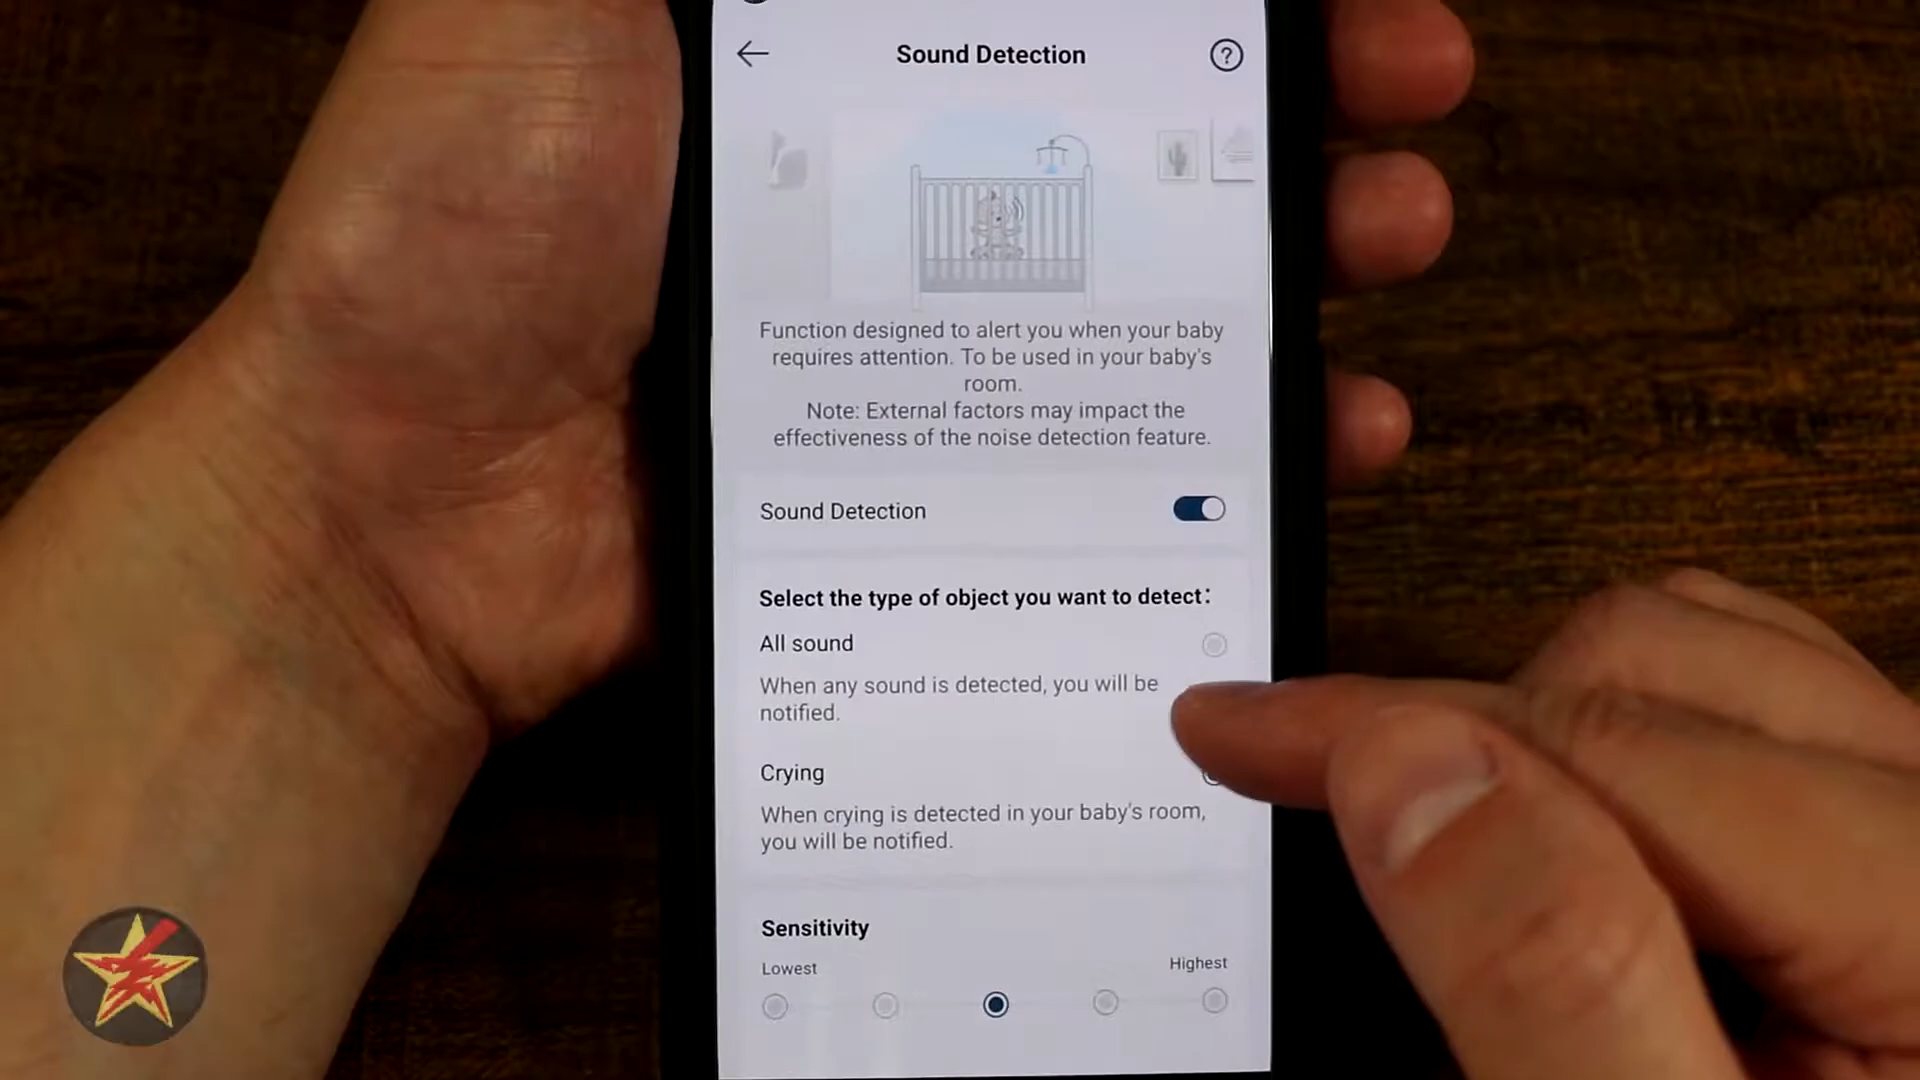 Sound Detection
?
Function designed to alert you when your baby
requires attention. To be used in your baby's
room.
Note: External factors may impact the
effectiveness of the noise detection feature.
Sound Detection
Select the type of object you want to detect:
All sound
When any sound is detected, you will be
notified.
Crying
When crying is detected in your baby's room,
you will be notified.
Sensitivity
Lowest
Highest